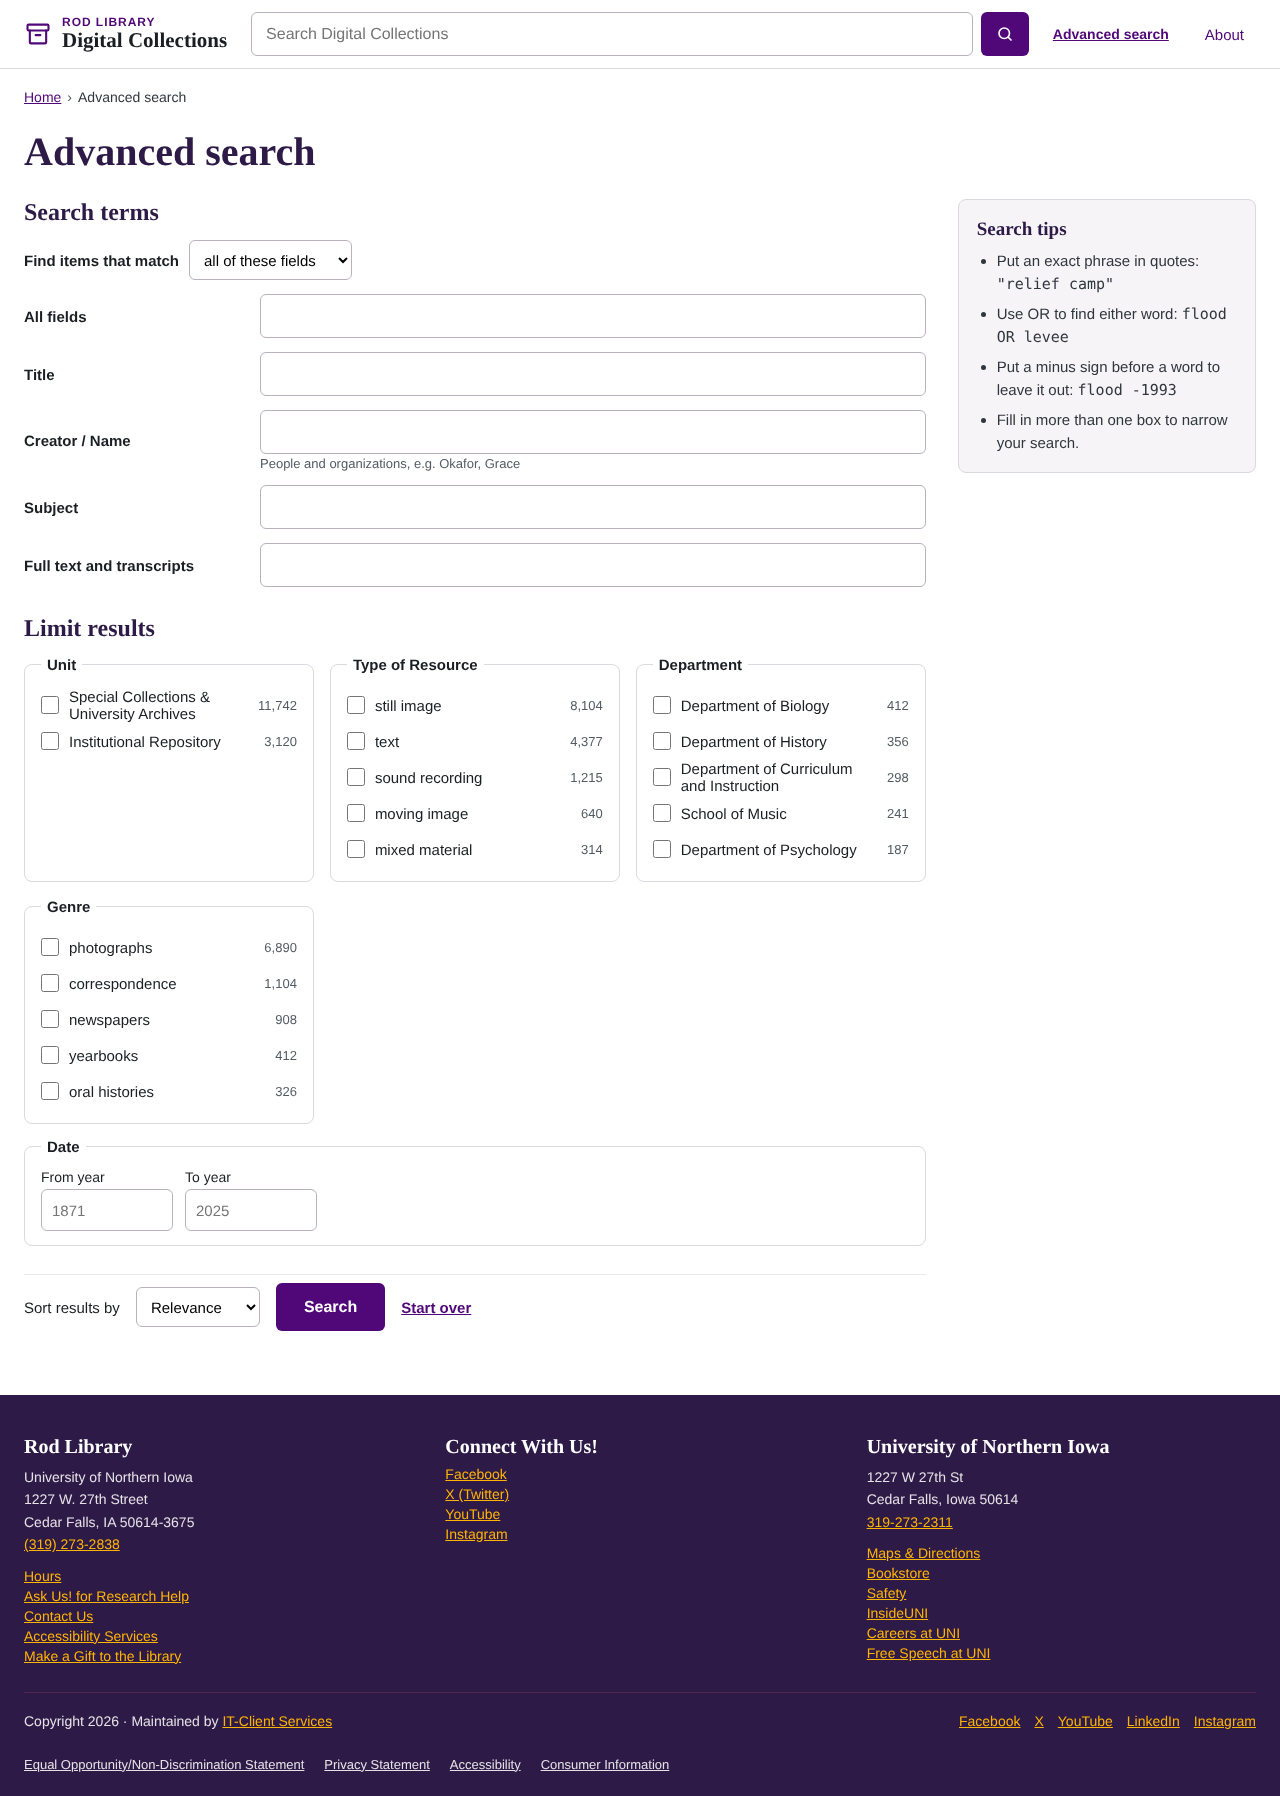 ROD LIBRARY
Digital Collections
Search Digital Collections
Advanced search
About
Home › Advanced search
Advanced search
Search terms
Find items that match
all of these fields
All fields
Title
Creator / Name
People and organizations, e.g. Okafor, Grace
Subject
Full text and transcripts
Search tips
Put an exact phrase in quotes:
"relief camp"
Use OR to find either word: flood
OR levee
Put a minus sign before a word to
leave it out: flood -1993
Fill in more than one box to narrow
your search.
Limit results
Unit
Special Collections &
University Archives 11,742
Institutional Repository 3,120
Type of Resource
still image 8,104
text 4,377
sound recording 1,215
moving image 640
mixed material 314
Department
Department of Biology 412
Department of History 356
Department of Curriculum
and Instruction 298
School of Music 241
Department of Psychology 187
Genre
photographs 6,890
correspondence 1,104
newspapers 908
yearbooks 412
oral histories 326
Date
From year
1871
To year
2025
Sort results by
Relevance
Search
Start over
Rod Library
University of Northern Iowa
1227 W. 27th Street
Cedar Falls, IA 50614-3675
(319) 273-2838
Hours
Ask Us! for Research Help
Contact Us
Accessibility Services
Make a Gift to the Library
Connect With Us!
Facebook
X (Twitter)
YouTube
Instagram
University of Northern Iowa
1227 W 27th St
Cedar Falls, Iowa 50614
319-273-2311
Maps & Directions
Bookstore
Safety
InsideUNI
Careers at UNI
Free Speech at UNI
Copyright 2026 · Maintained by IT-Client Services
Facebook X YouTube LinkedIn Instagram
Equal Opportunity/Non-Discrimination Statement Privacy Statement Accessibility Consumer Information